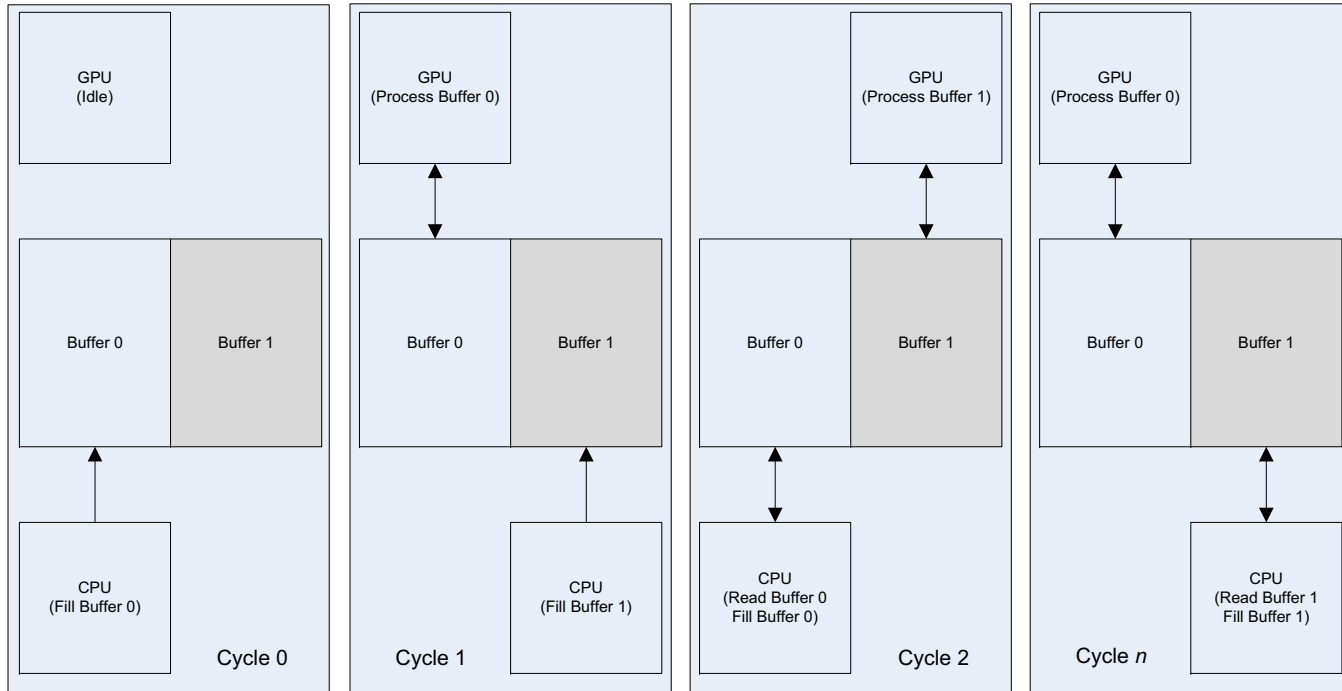 GPU
(Idle)
Buffer 0
Buffer 1
CPU
(Fill Buffer 0)
Cycle 0
GPU
(Process Buffer 0)
Buffer 0
Buffer 1
CPU
(Fill Buffer 1)
Cycle 1
GPU
(Process Buffer 1)
Buffer 0
Buffer 1
CPU
(Read Buffer 0
Fill Buffer 0)
Cycle 2
GPU
(Process Buffer 0)
Buffer 0
Buffer 1
CPU
(Read Buffer 1
Fill Buffer 1)
Cycle n